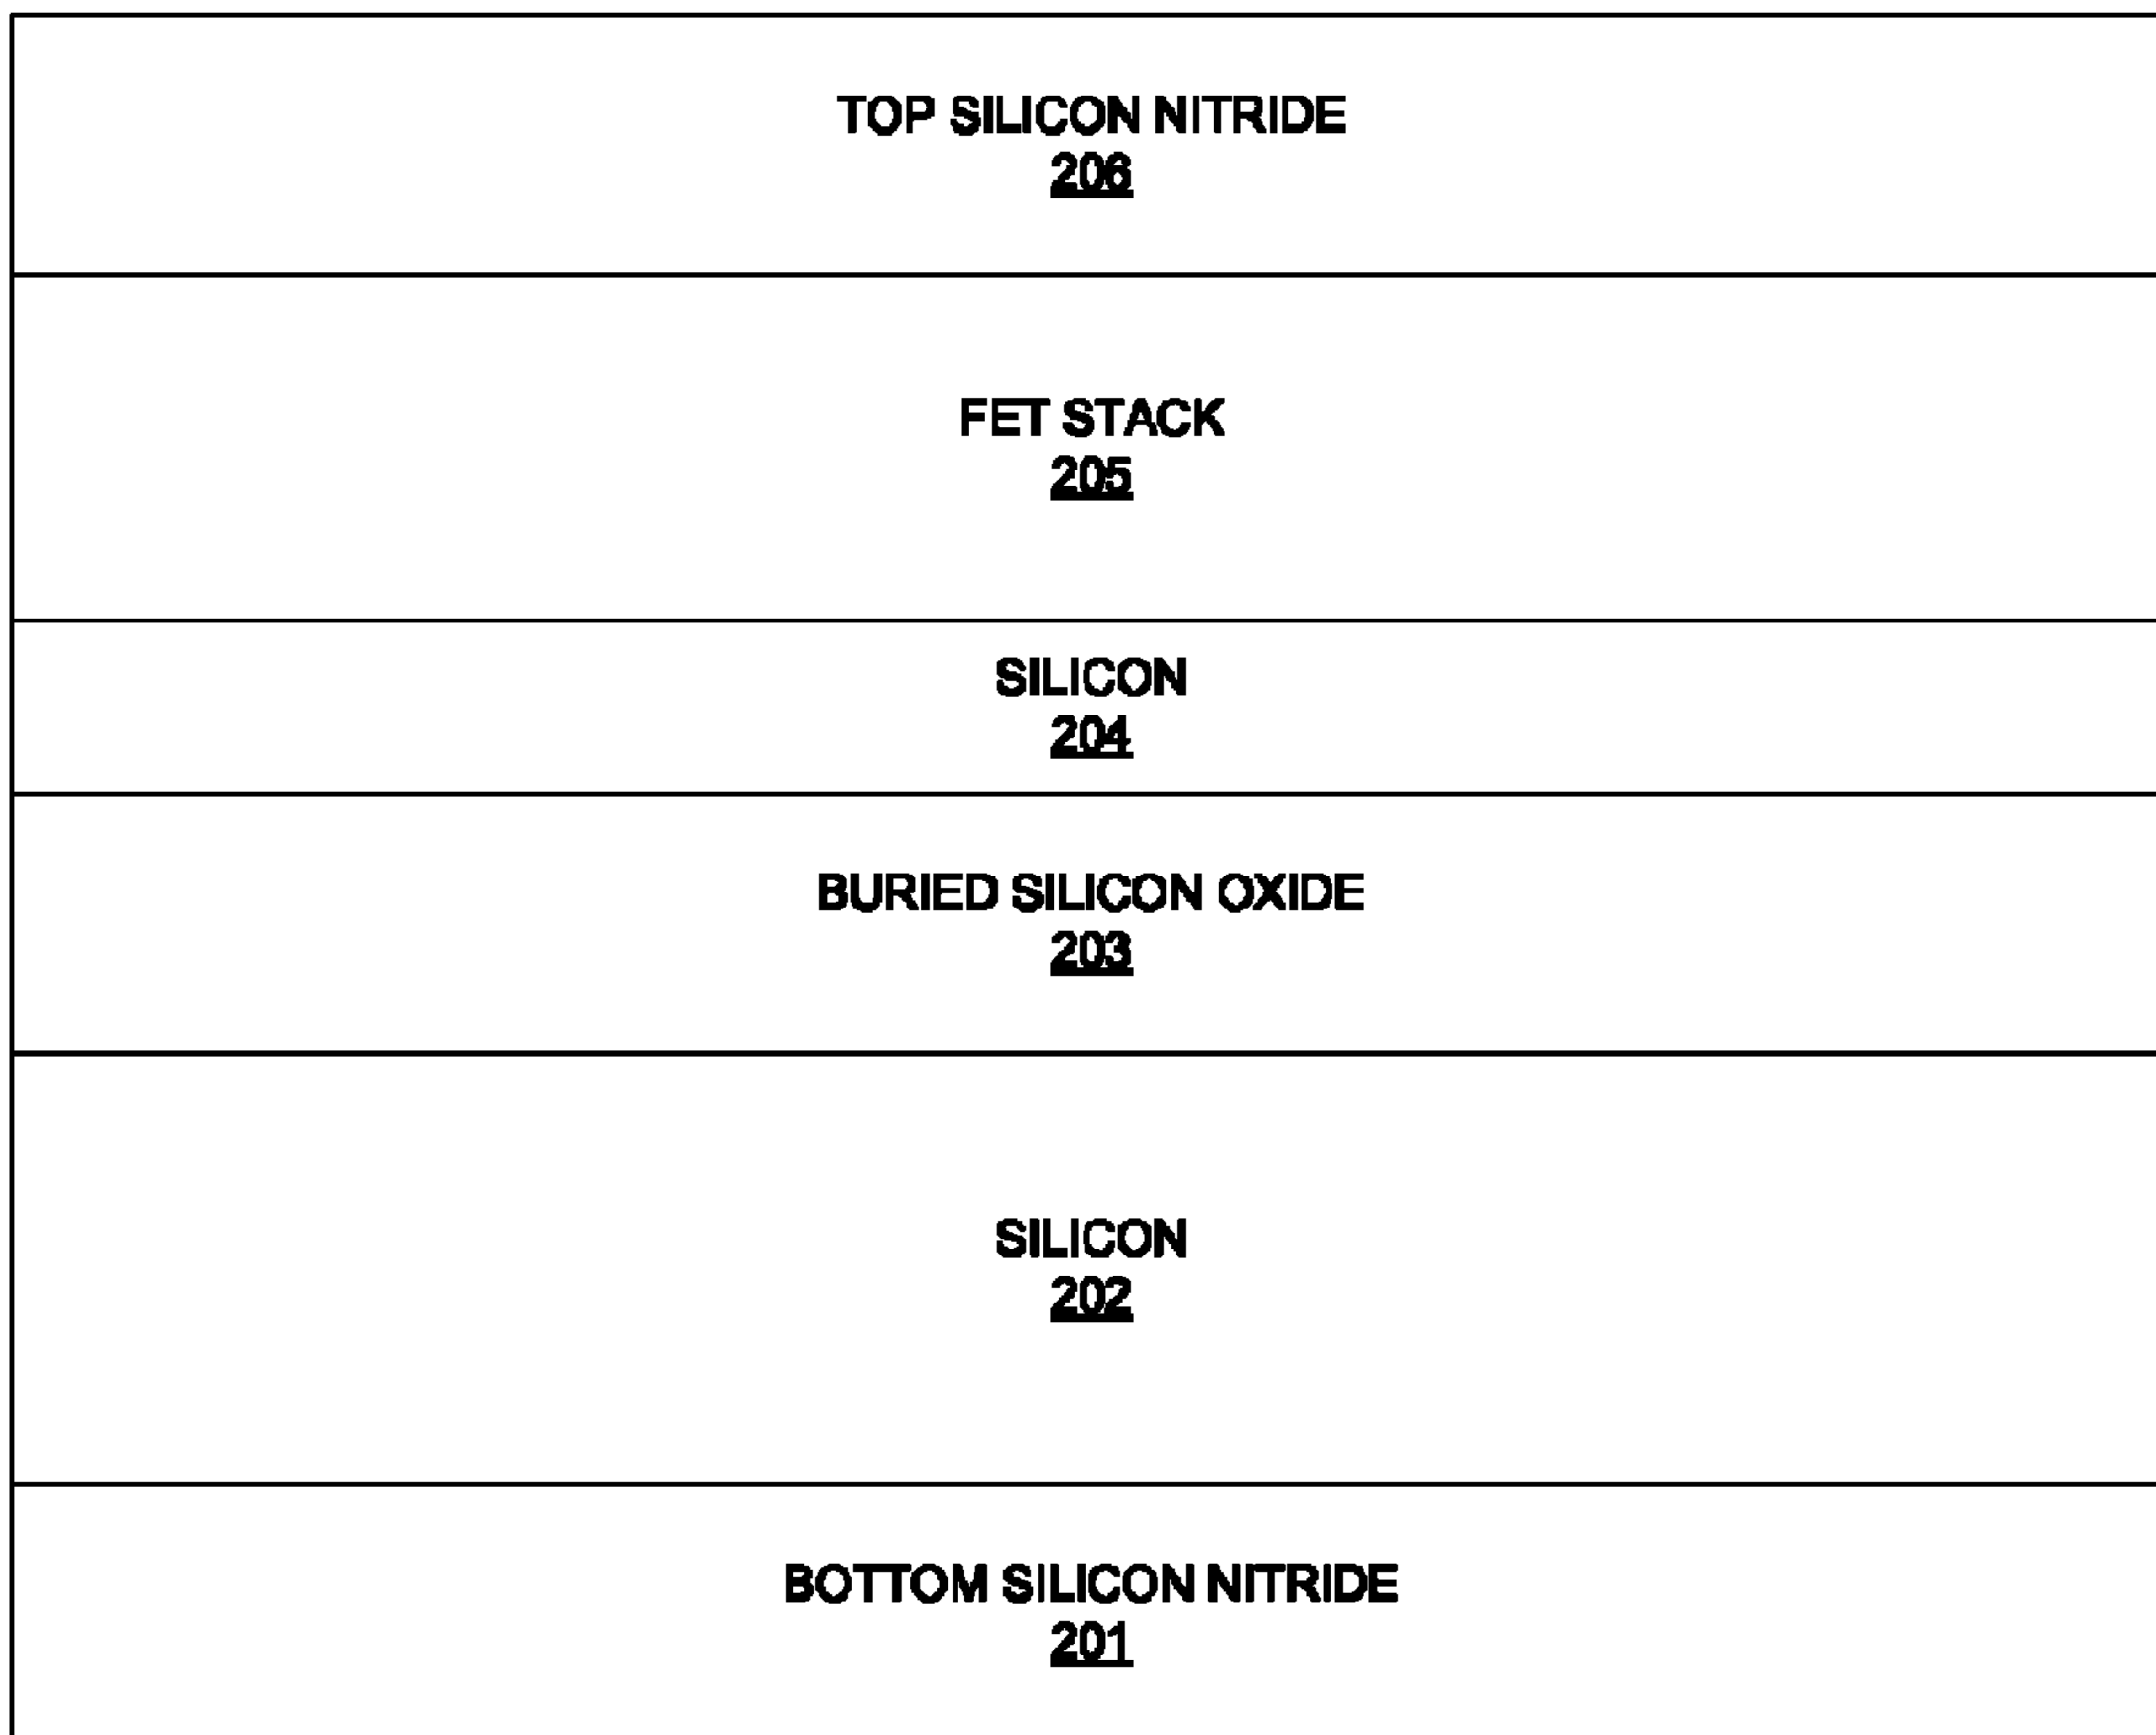 TOP SILICON NITRIDE
206
FET STACK
205
SILICON
204
BURIED SILICON OXIDE
203
SILICON
202
BOTTOM SILICON NITRIDE
201